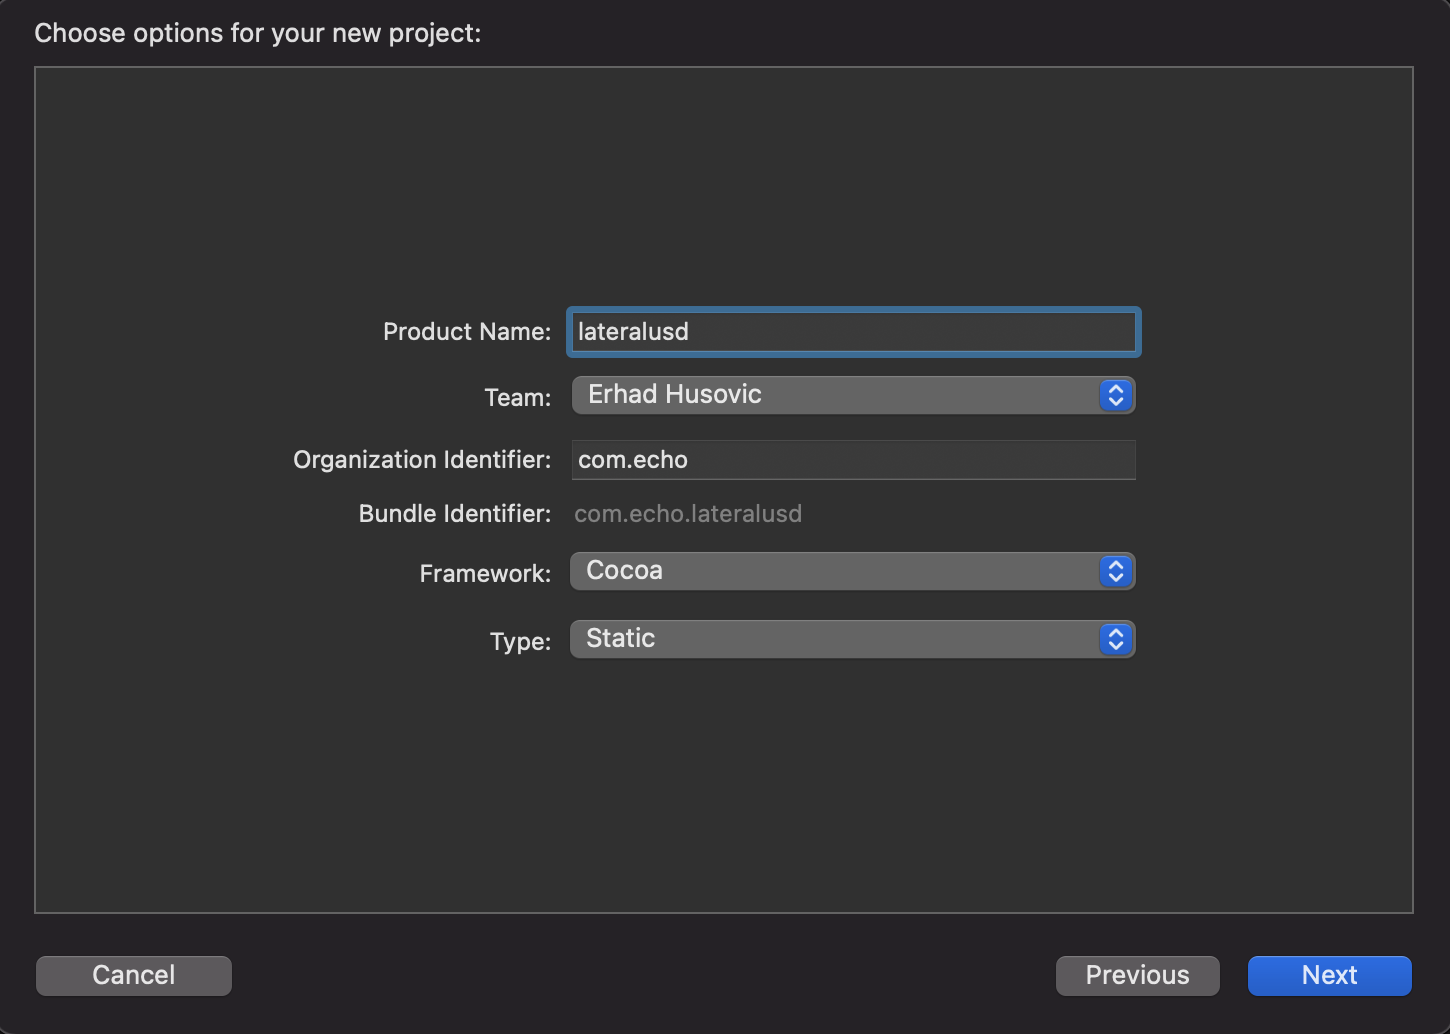 Choose options for your new project:
Product Name: lateralusd
Team: Erhad Husovic
Organization Identifier: com.echo
Bundle Identifier: com.echo.lateralusd
Framework: Cocoa
Type: Static
Cancel Previous Next